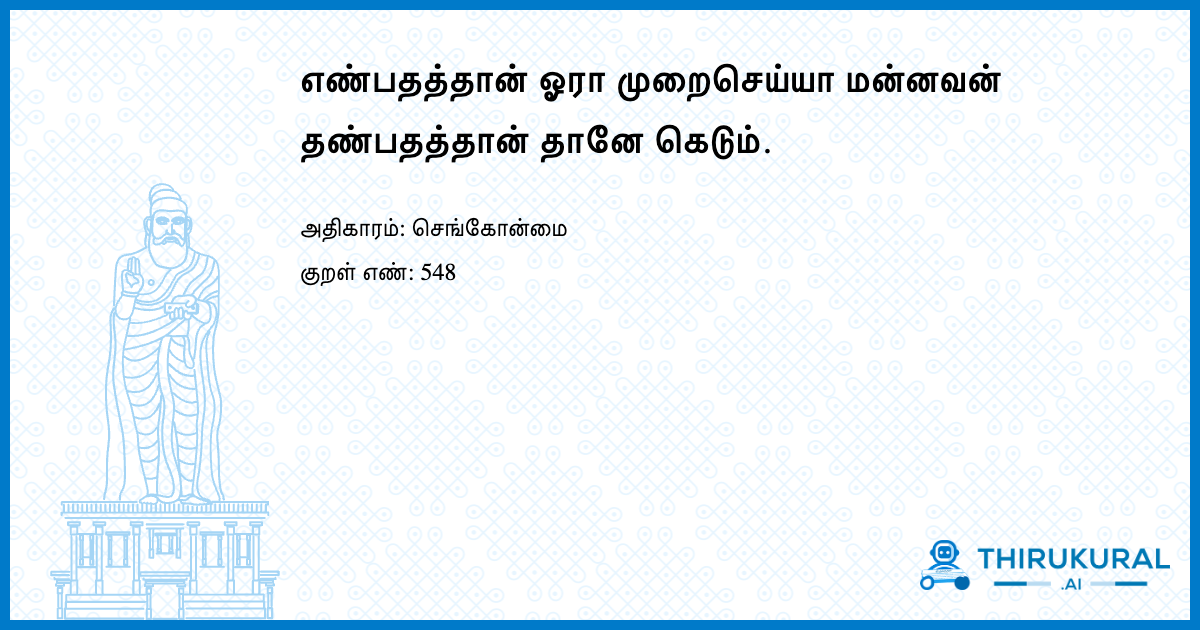 எண்பதத்தான் ஓரா முறைசெய்யா மன்னவன்
தண்பதத்தான் தானே கெடும்.
அதிகாரம்: செங்கோன்மை
குறள் எண்: 548
THIRUKURAL
.AI